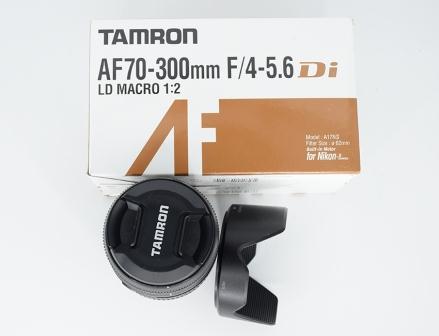 TAMRON
AF70-300mm F/4-5.6 Di
LD MACRO 1:2
AF
Model : A17NII
Filter Size : ø 62mm
Built-in Motor
for Nikon
TAMRON